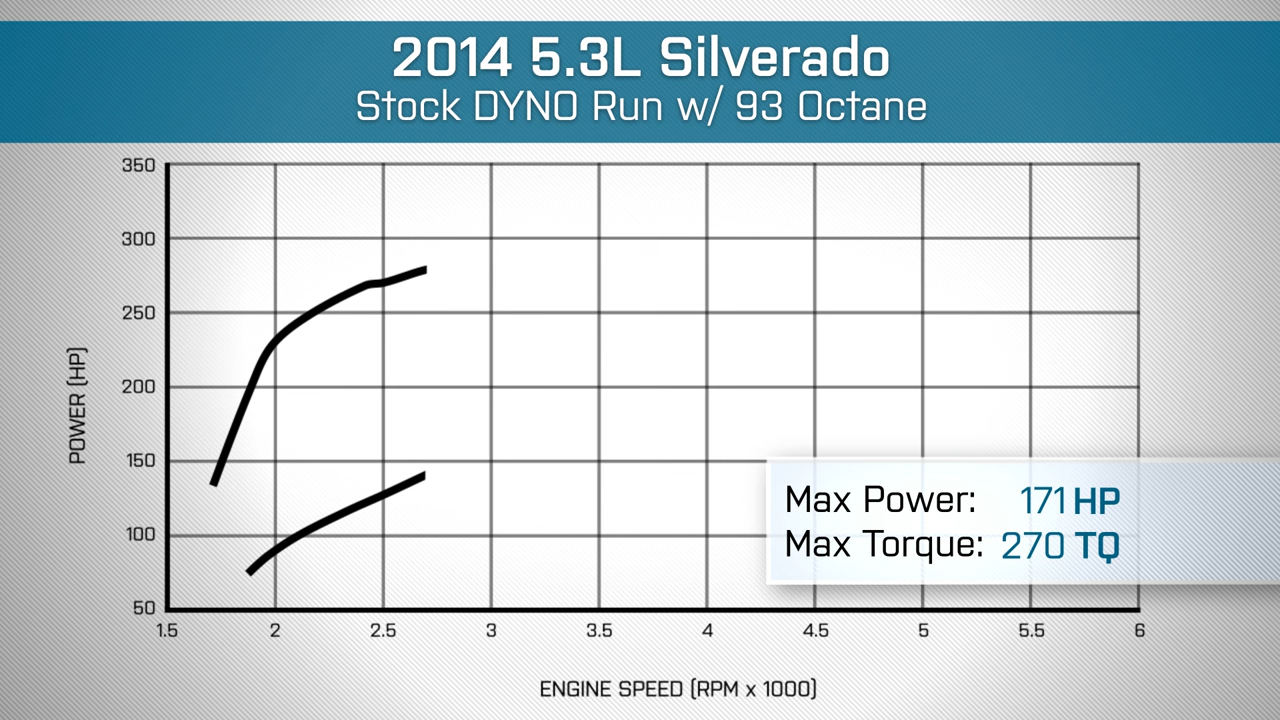 2014 5.3L Silverado
Stock DYNO Run w/ 93 Octane
350
300
250
200
150
100
50
POWER (HP)
1.5 2 2.5 3 3.5 4 4.5 5 5.5 6
ENGINE SPEED (RPM x 1000)
Max Power: 171 HP
Max Torque: 270 TQ